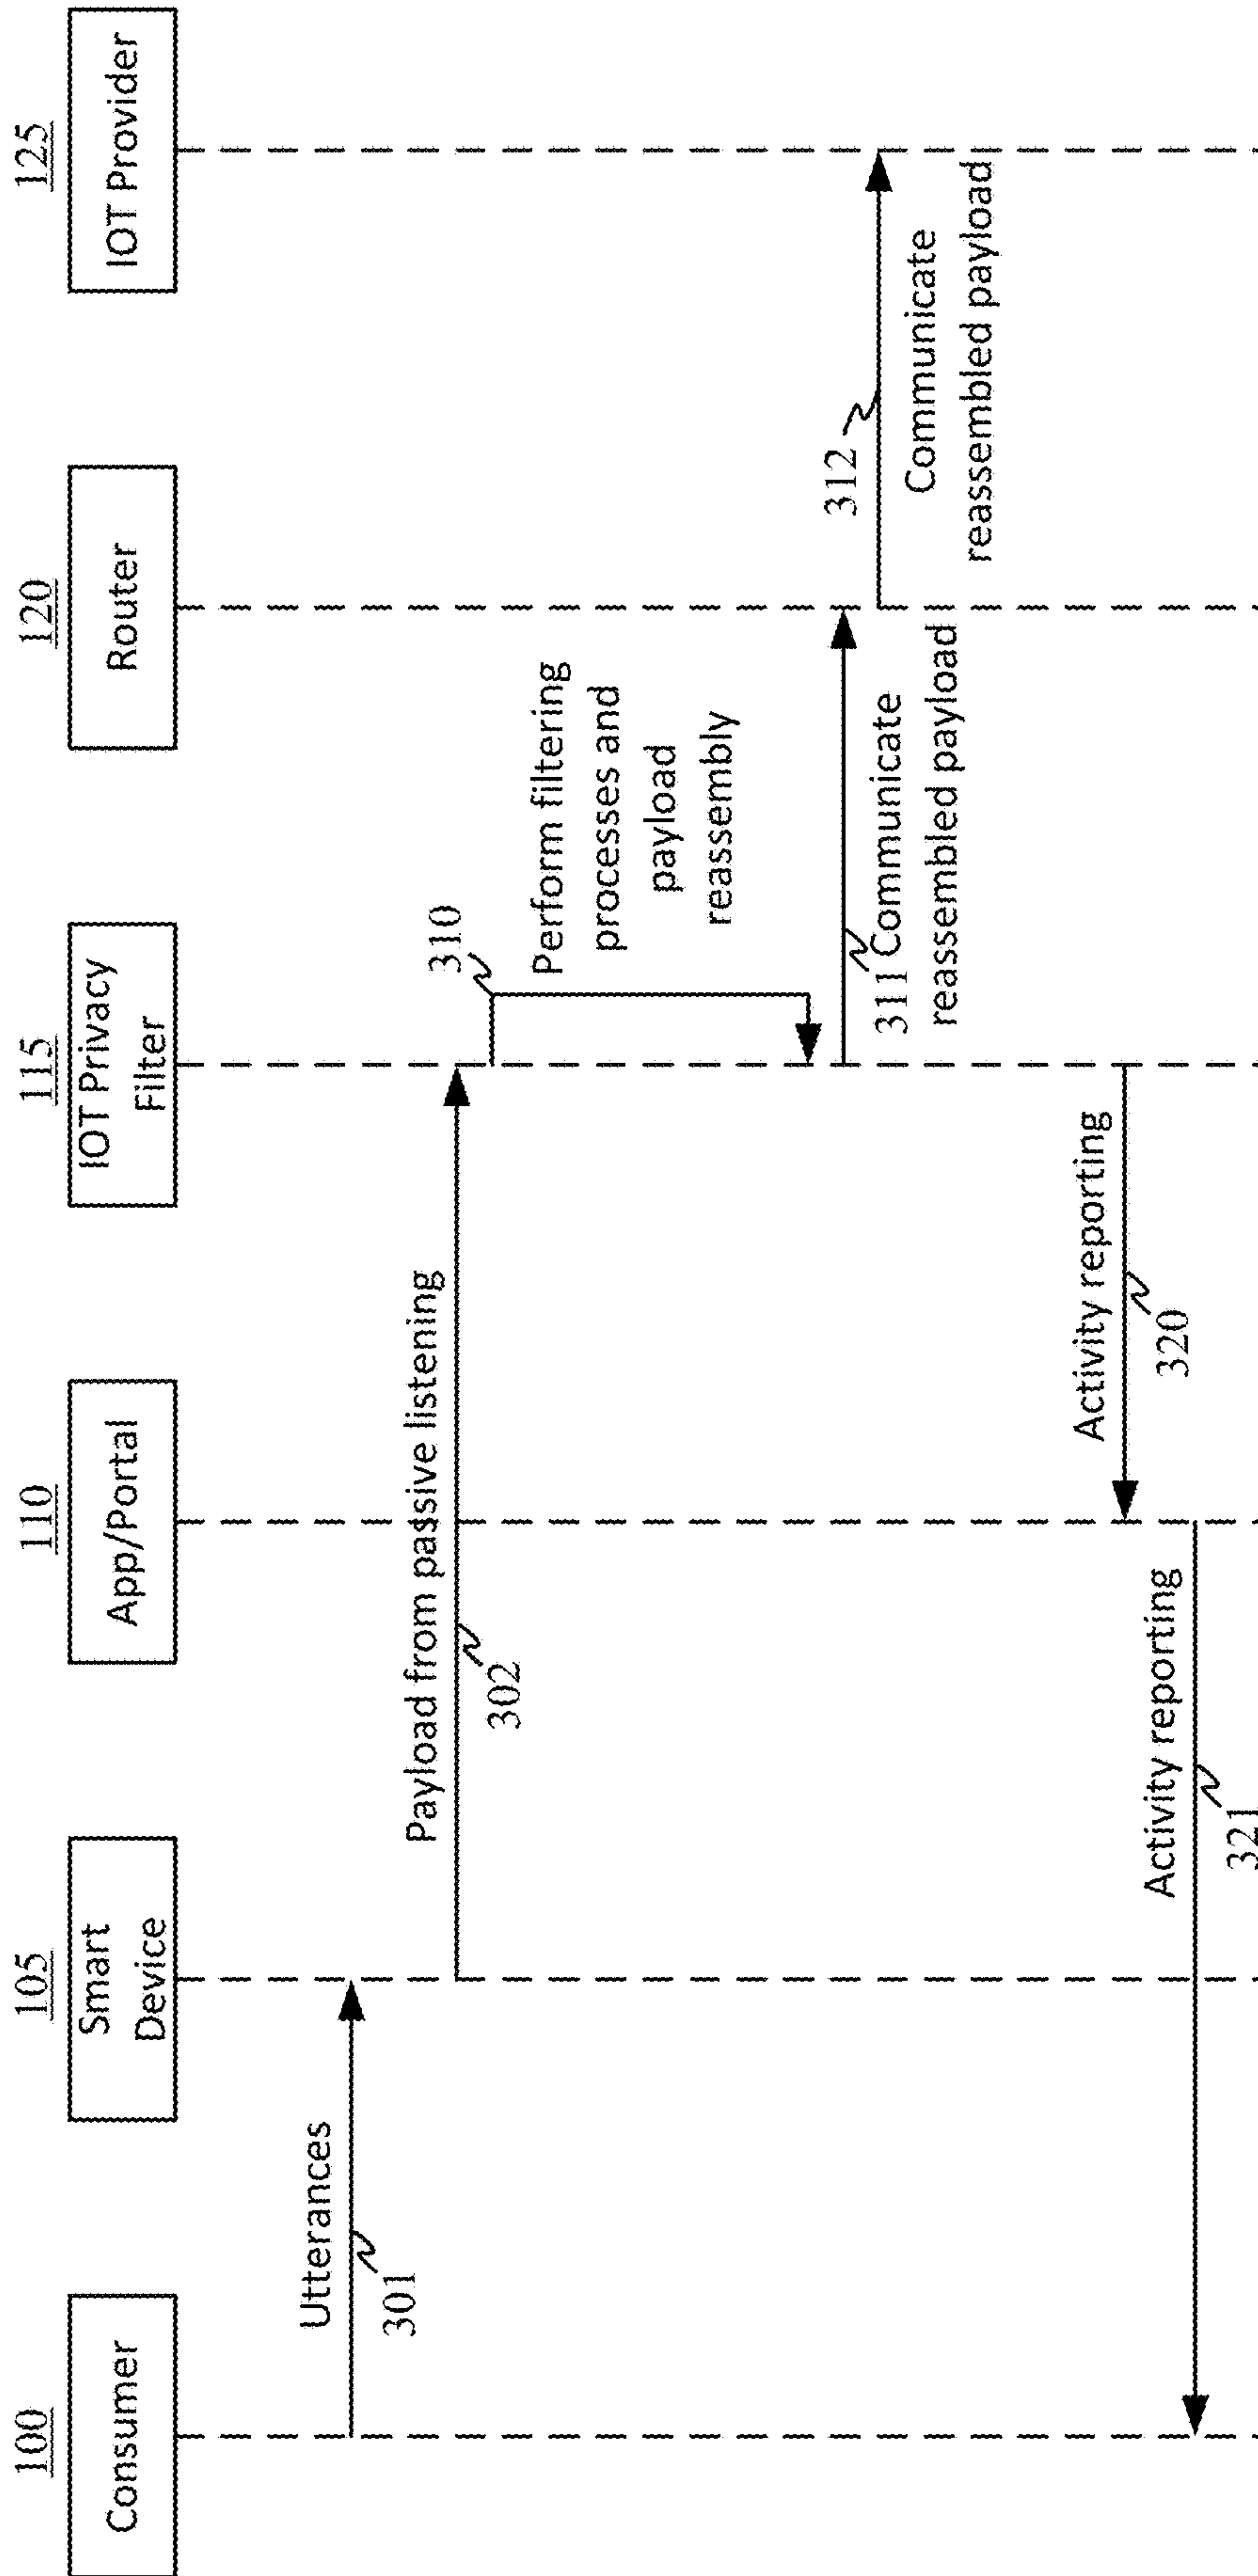 100
Consumer
105
Smart
Device
110
App/Portal
115
IOT Privacy
Filter
120
Router
125
IOT Provider
Utterances
301
Payload from passive listening
302
310
Perform filtering
processes and
payload
reassembly
311 Communicate
reassembled payload
312
Communicate
reassembled payload
Activity reporting
320
Activity reporting
321